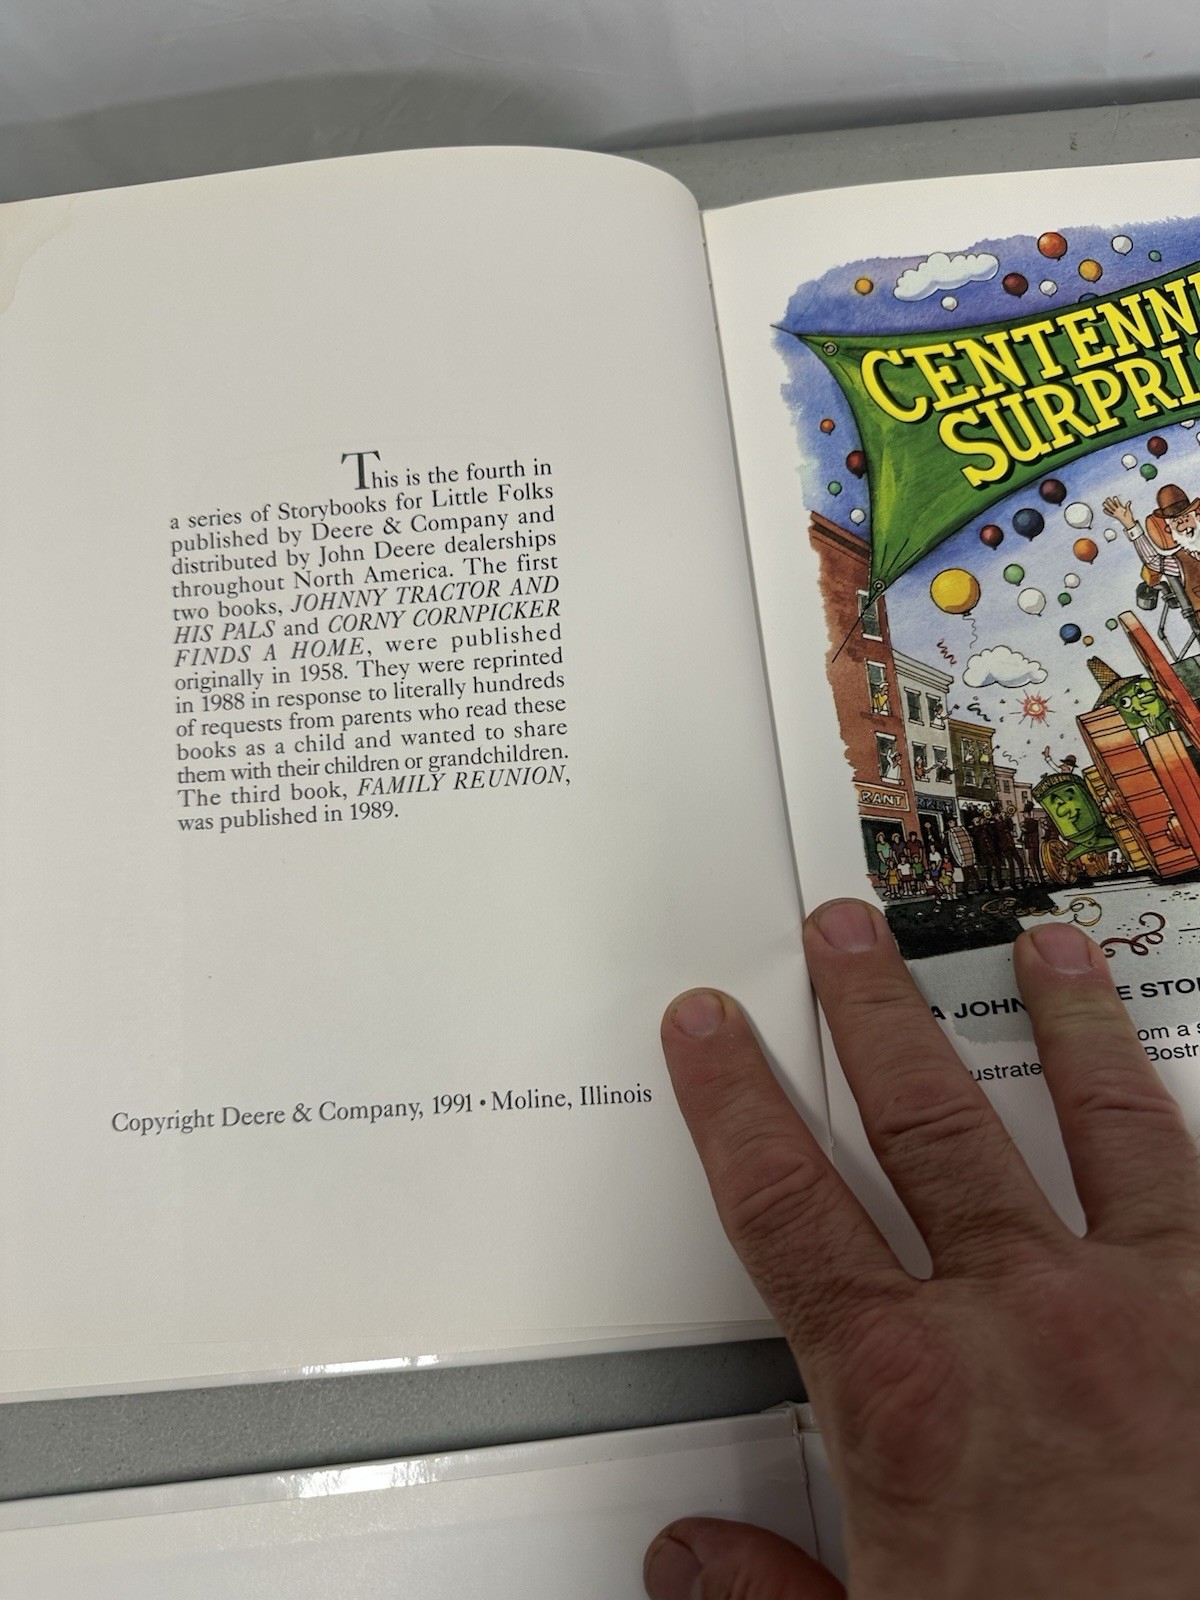 This is the fourth in
a series of Storybooks for Little Folks
published by Deere & Company and
distributed by John Deere dealerships
throughout North America. The first
two books, JOHNNY TRACTOR AND
HIS PALS and CORNY CORNPICKER
FINDS A HOME, were published
originally in 1958. They were reprinted
in 1988 in response to literally hundreds
of requests from parents who read these
books as a child and wanted to share
them with their children or grandchildren.
The third book, FAMILY REUNION,
was published in 1989.
Copyright Deere & Company, 1991 • Moline, Illinois
CENTENN
SURPRIS
RANT
A JOHN E STO
om a s
ustrate Bostr